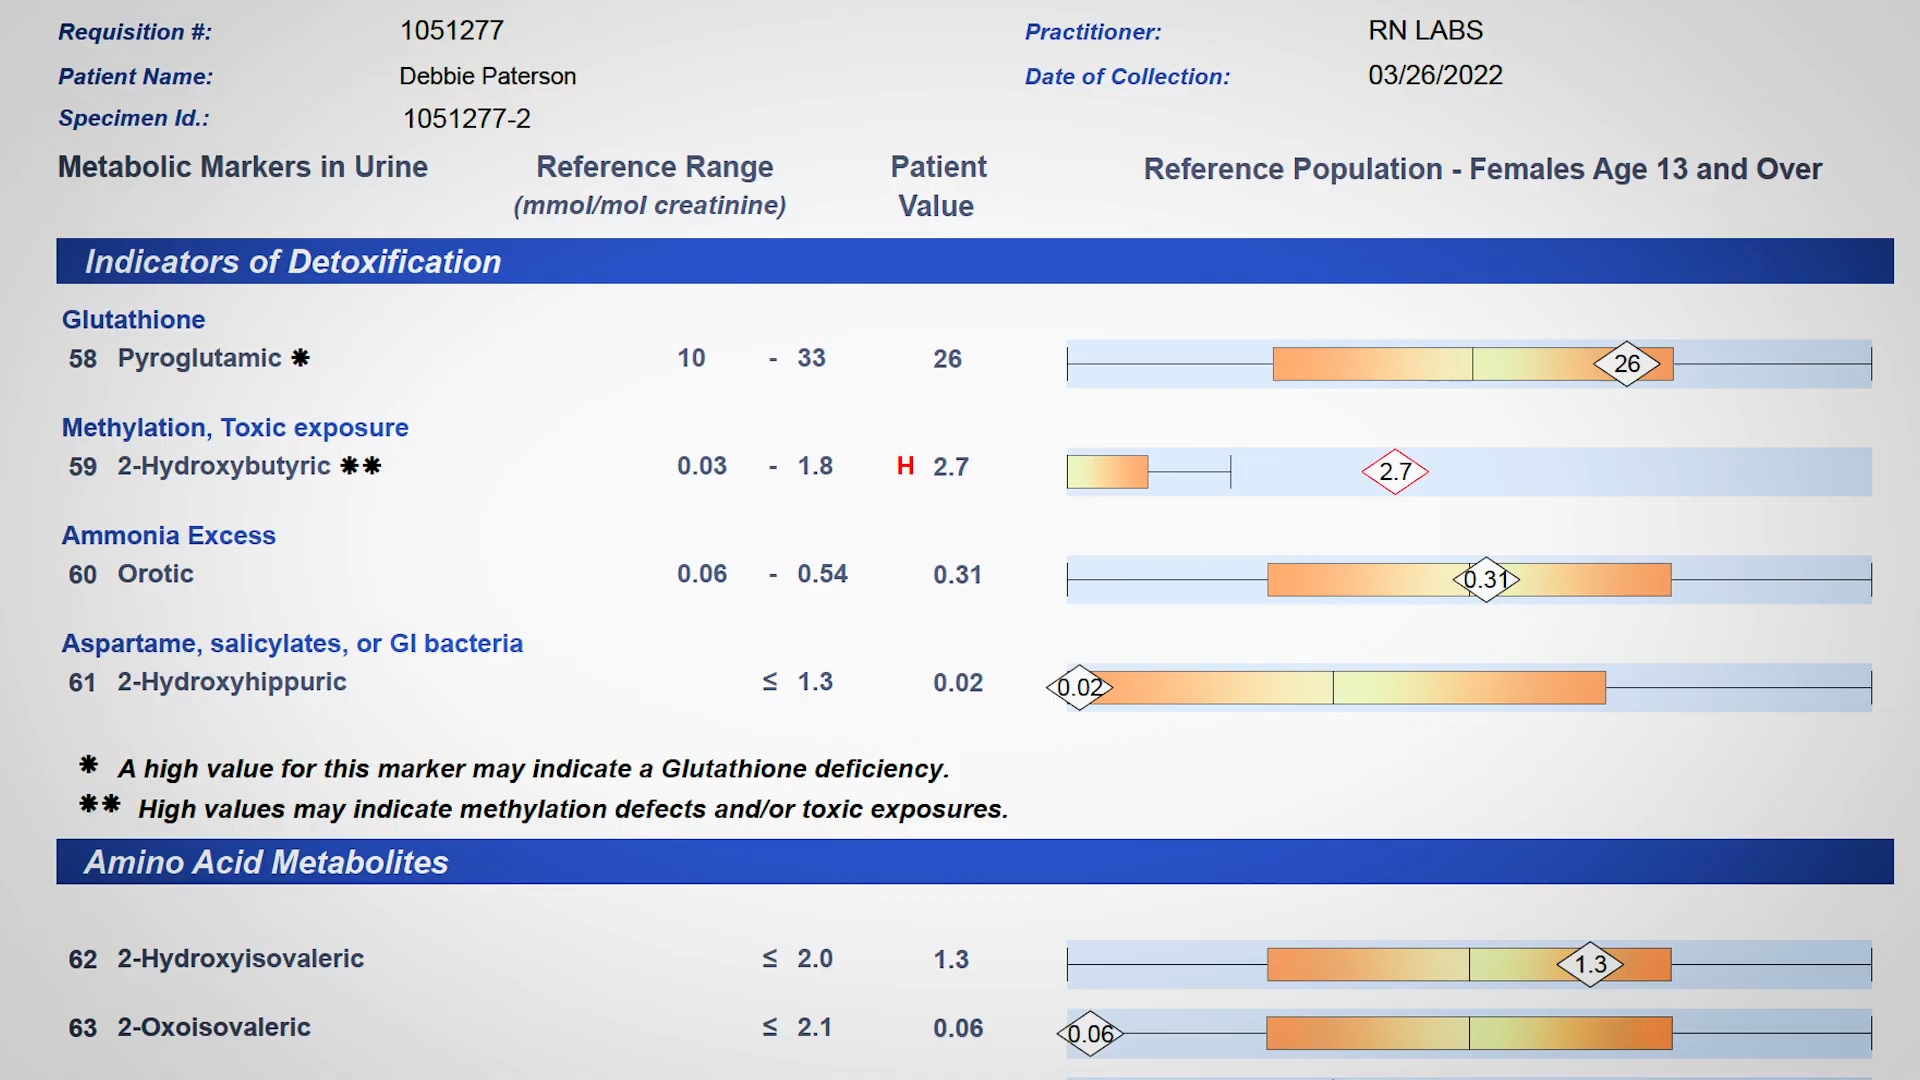 Requisition #: 1051277 Practitioner: RN LABS
Patient Name: Debbie Paterson Date of Collection: 03/26/2022
Specimen Id.: 1051277-2
Metabolic Markers in Urine Reference Range Patient Reference Population - Females Age 13 and Over
(mmol/mol creatinine) Value
Indicators of Detoxification
Glutathione
58 Pyroglutamic ✱ 10 - 33 26 26
Methylation, Toxic exposure
59 2-Hydroxybutyric ✱✱ 0.03 - 1.8 H 2.7 2.7
Ammonia Excess
60 Orotic 0.06 - 0.54 0.31 0.31
Aspartame, salicylates, or GI bacteria
61 2-Hydroxyhippuric ≤ 1.3 0.02 0.02
✱ A high value for this marker may indicate a Glutathione deficiency.
✱✱ High values may indicate methylation defects and/or toxic exposures.
Amino Acid Metabolites
62 2-Hydroxyisovaleric ≤ 2.0 1.3 1.3
63 2-Oxoisovaleric ≤ 2.1 0.06 0.06